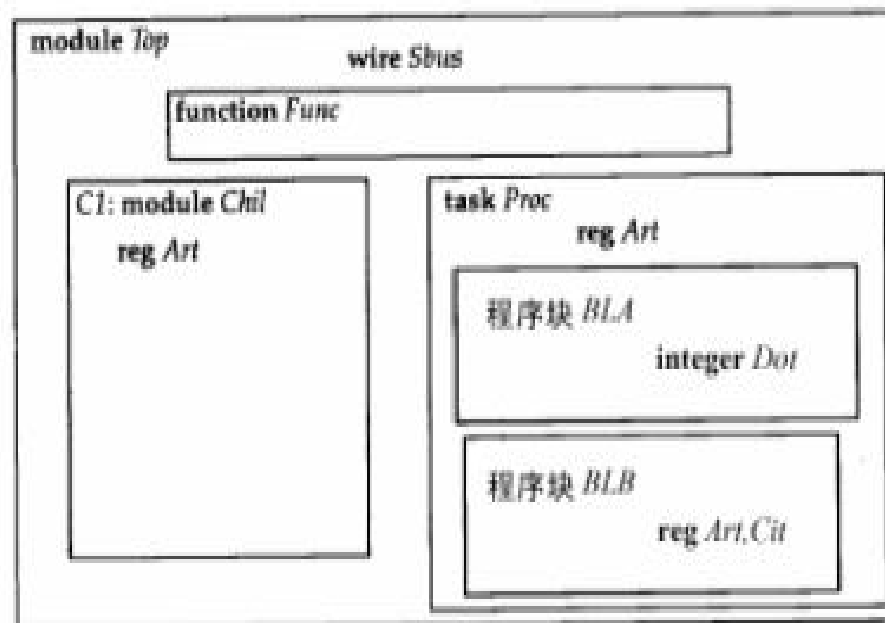 module Top
wire Sbus
function Func
C1: module Chil
reg Art
task Proc
reg Art
程序块 BLA
integer Dot
程序块 BLB
reg Art,Cit